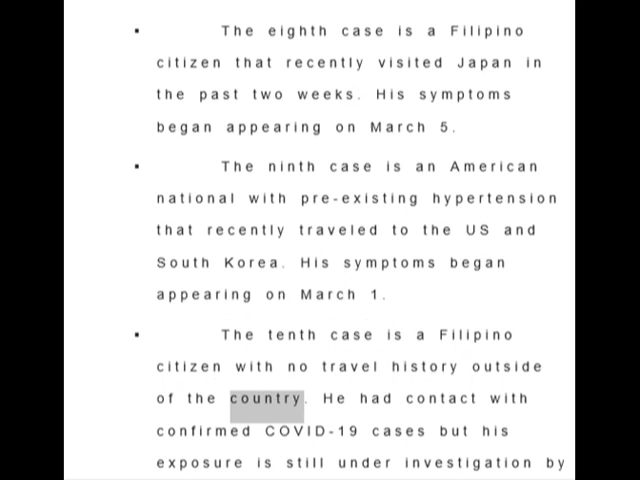 ▪ The eighth case is a Filipino
citizen that recently visited Japan in
the past two weeks. His symptoms
began appearing on March 5.
▪ The ninth case is an American
national with pre-existing hypertension
that recently traveled to the US and
South Korea. His symptoms began
appearing on March 1.
▪ The tenth case is a Filipino
citizen with no travel history outside
of the country. He had contact with
confirmed COVID-19 cases but his
exposure is still under investigation by